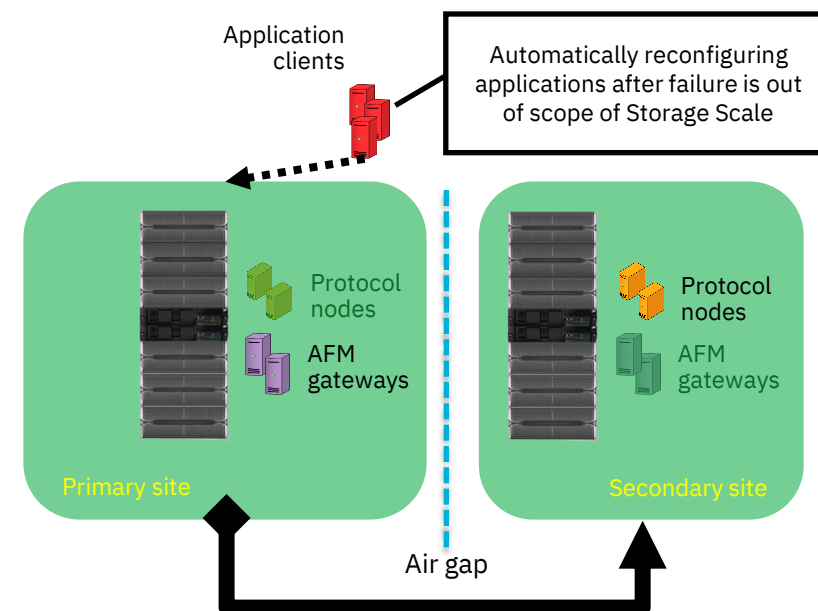 Application
clients
Automatically reconfiguring
applications after failure is out
of scope of Storage Scale
Protocol
nodes
AFM
gateways
Primary site
Protocol
nodes
AFM
gateways
Secondary site
Air gap